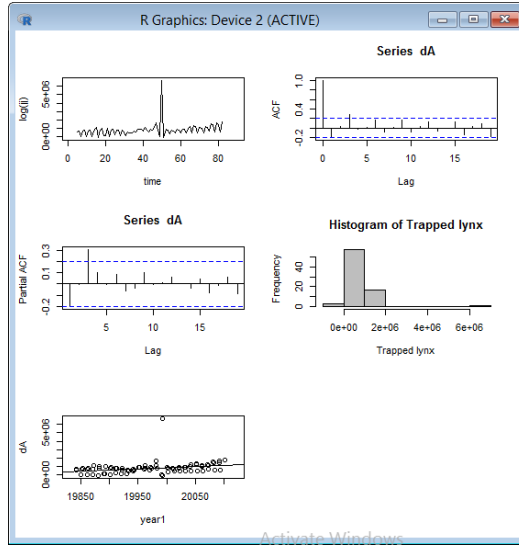 R Graphics: Device 2 (ACTIVE)
log(jj)
0e+00 5e+06
0 20 40 60 80
time
Series dA
ACF
-0.2 0.4 1.0
0 5 10 15
Lag
Series dA
Partial ACF
-0.2 0.1 0.3
5 10 15
Lag
Histogram of Trapped lynx
Frequency
0 20 40
0e+00 2e+06 4e+06 6e+06
Trapped lynx
dA
0e+00 5e+06
19850 19950 20050
year1
Activate Windows